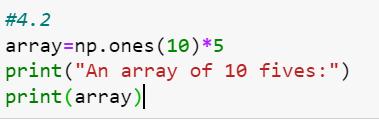 #4.2
array=np.ones(10)*5
print("An array of 10 fives:")
print(array)